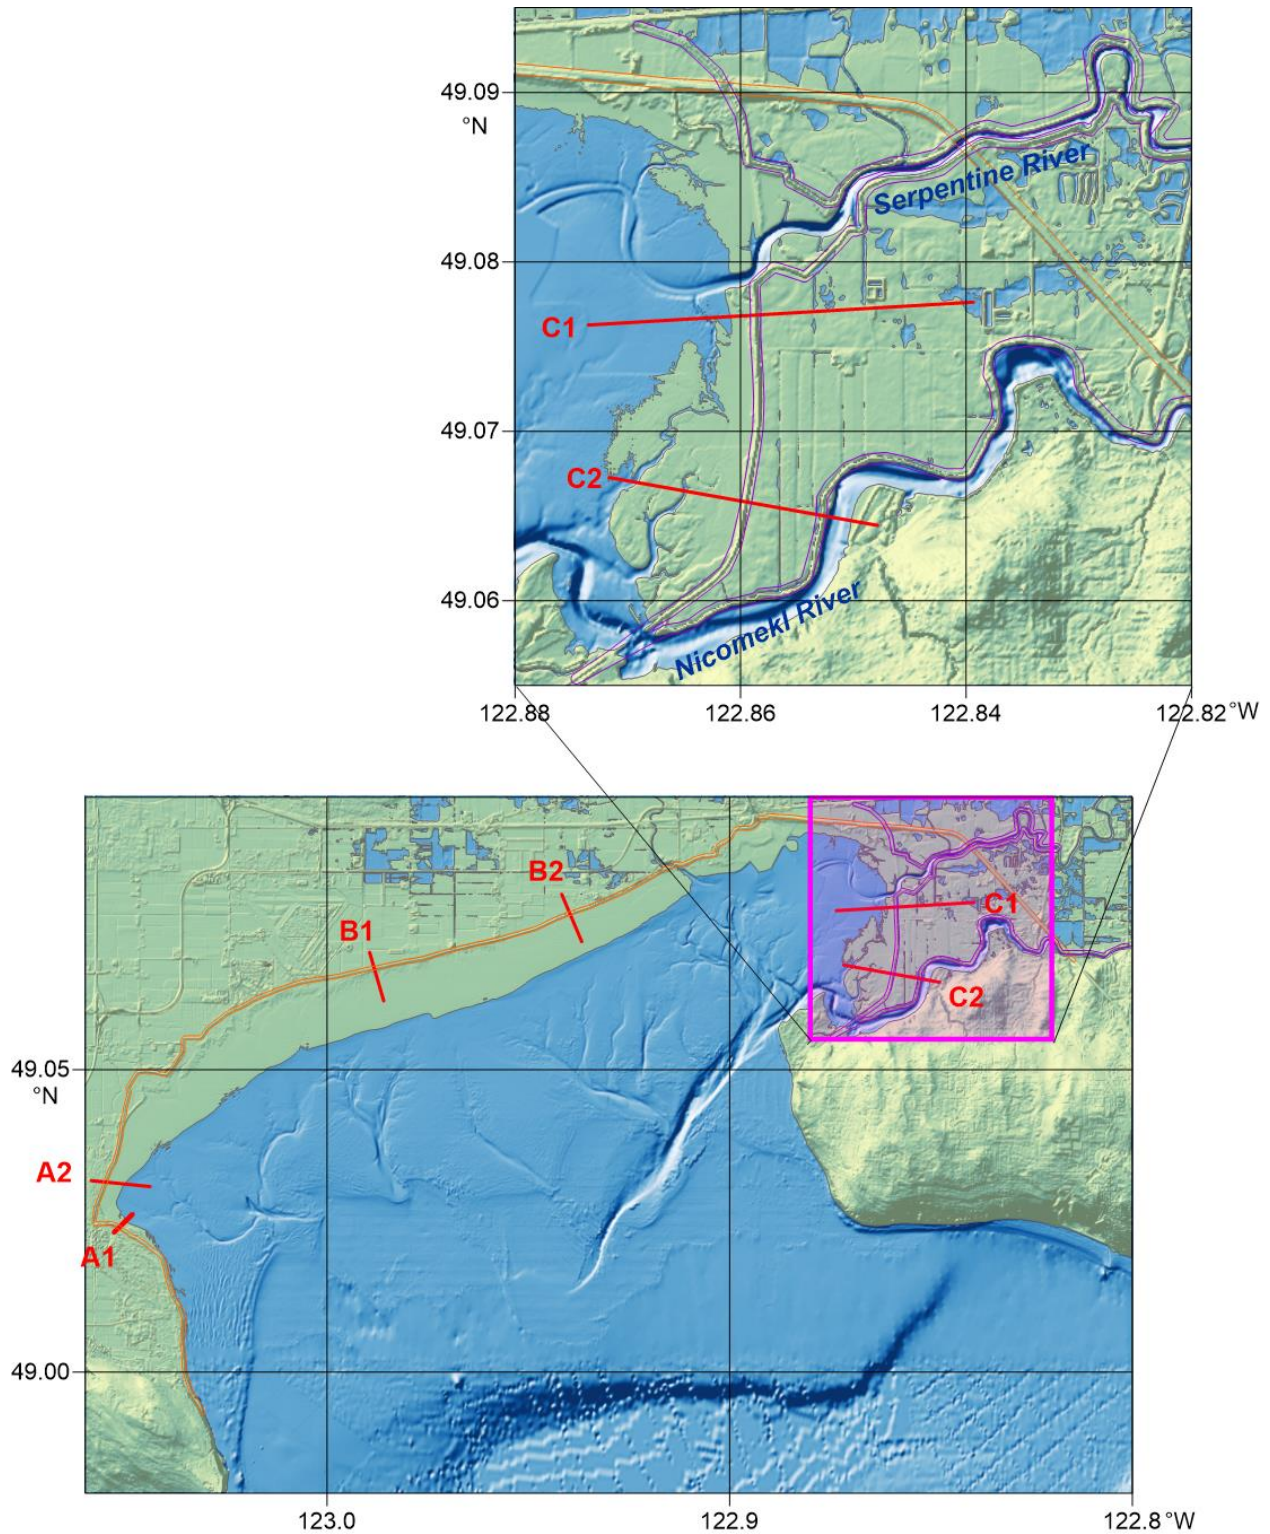 49.09
°N
Serpentine River
49.08
C1
49.07
C2
49.06
Nicomekl River
122.88
122.86
122.84
122.82 °W
B2
B1
C1
C2
49.05
°N
A2
A1
49.00
123.0
122.9
122.8 °W